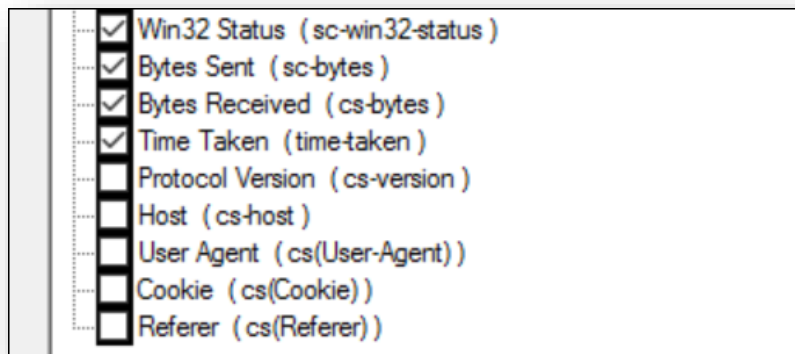 Win32 Status ( sc-win32-status )
Bytes Sent ( sc-bytes )
Bytes Received ( cs-bytes )
Time Taken ( time-taken )
Protocol Version ( cs-version )
Host ( cs-host )
User Agent ( cs(User-Agent) )
Cookie ( cs(Cookie) )
Referer ( cs(Referer) )